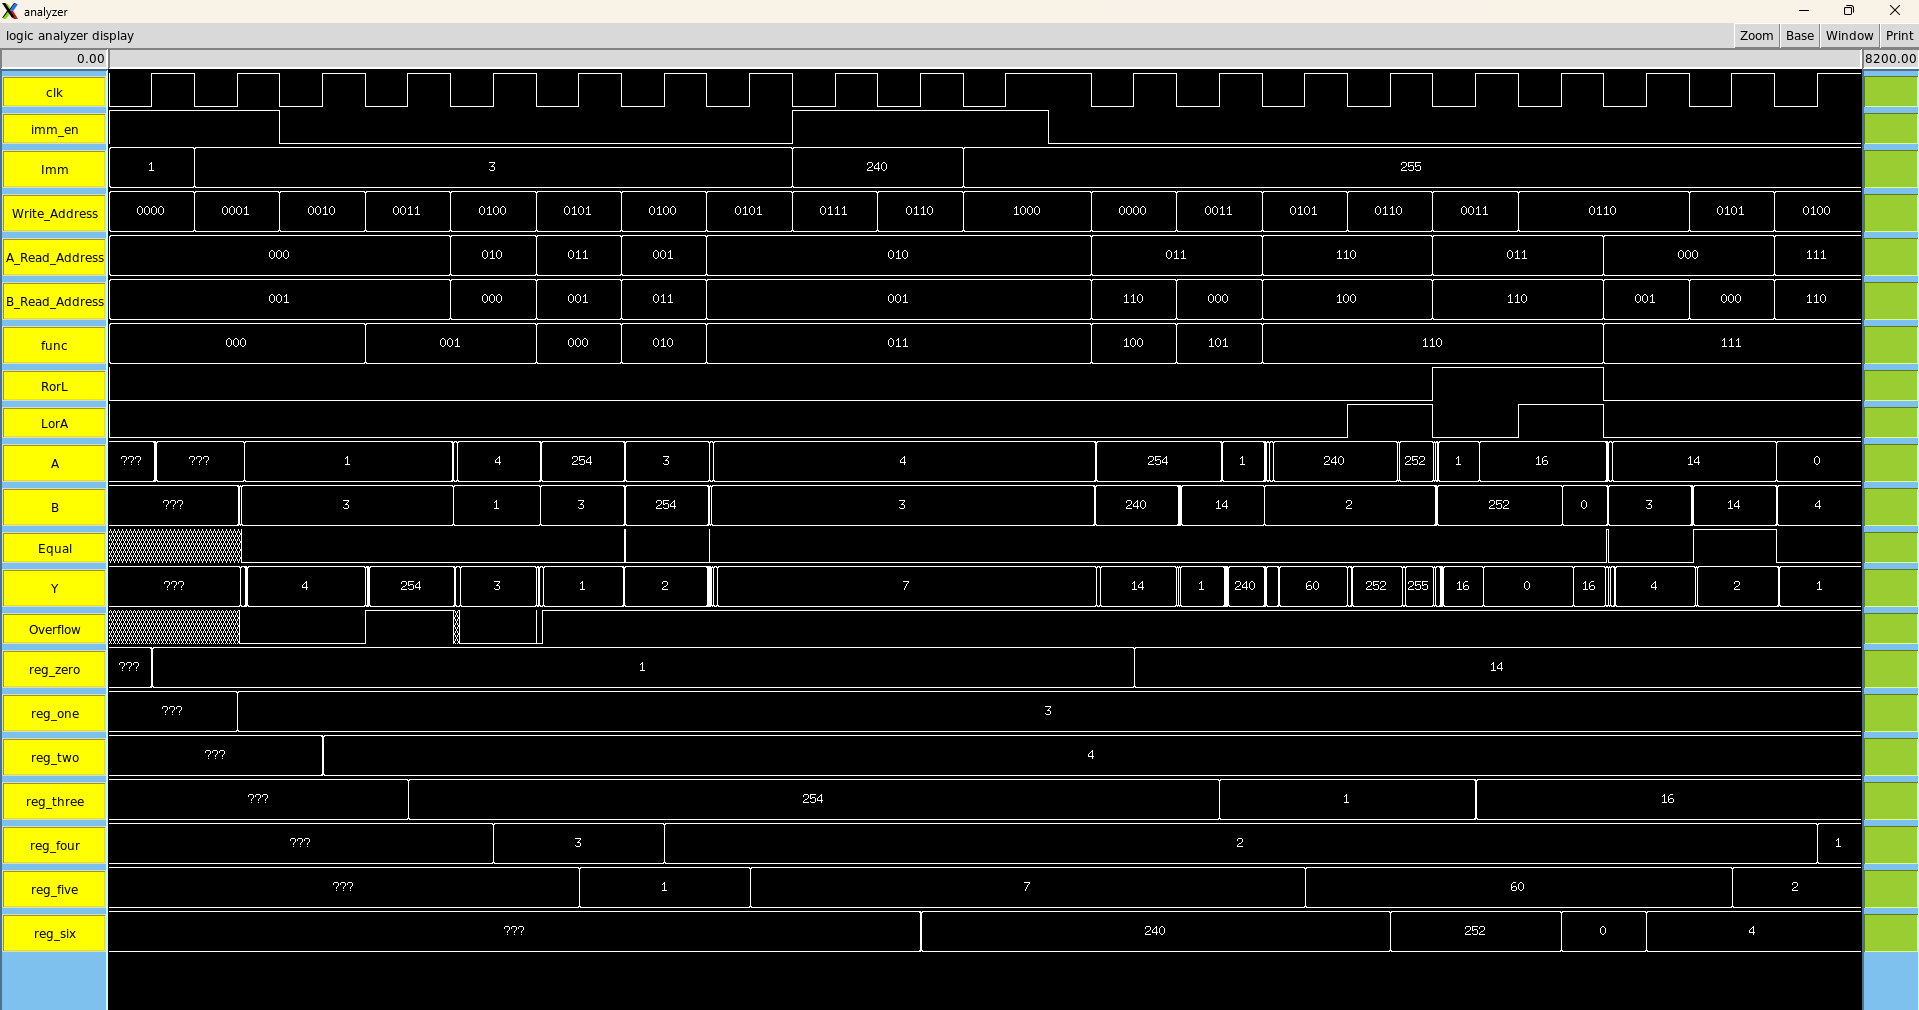 analyzer
logic analyzer display Zoom Base Window Print
0.00 8200.00
clk
imm_en
Imm 1 3 240 255
Write_Address 0000 0001 0010 0011 0100 0101 0100 0101 0111 0110 1000 0000 0011 0101 0110 0011 0110 0101 0100
A_Read_Address 000 010 011 001 010 011 110 011 000 111
B_Read_Address 001 000 001 011 001 110 000 100 110 001 000 110
func 000 001 000 010 011 100 101 110 111
RorL
LorA
A ??? ??? 1 4 254 3 4 254 1 240 252 1 16 14 0
B ??? 3 1 3 254 3 240 14 2 252 0 3 14 4
Equal
Y ??? 4 254 3 1 2 7 14 1 240 60 252 255 16 0 16 4 2 1
Overflow
reg_zero ??? 1 14
reg_one ??? 3
reg_two ??? 4
reg_three ??? 254 1 16
reg_four ??? 3 2 1
reg_five ??? 1 7 60 2
reg_six ??? 240 252 0 4